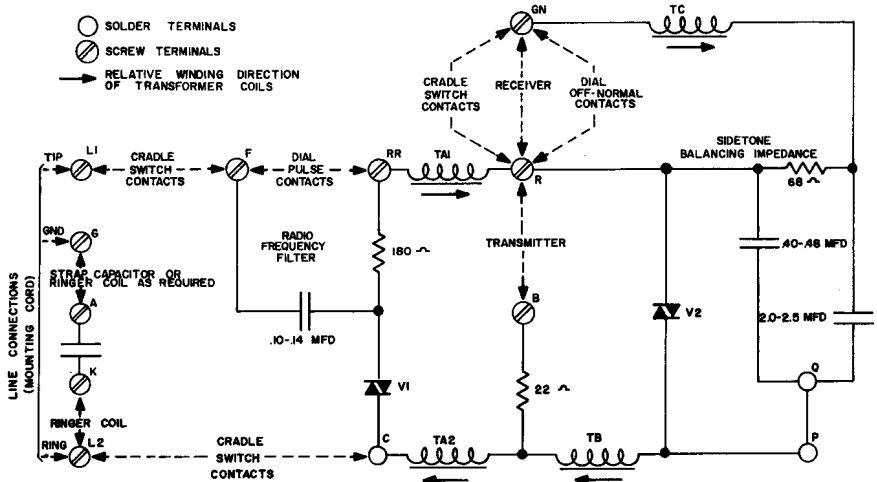 SOLDER TERMINALS
SCREW TERMINALS
RELATIVE WINDING DIRECTION
OF TRANSFORMER COILS
GN
TC
CRADLE
SWITCH
CONTACTS
RECEIVER
DIAL
OFF-NORMAL
CONTACTS
TIP
L1
CRADLE
SWITCH
CONTACTS
F
DIAL
PULSE
CONTACTS
RR
TA1
R
SIDETONE
BALANCING IMPEDANCE
68 Ω
GND
G
STRAP, CAPACITOR OR
RINGER COIL AS REQUIRED
RADIO
FREQUENCY
FILTER
180 Ω
TRANSMITTER
.40-.48 MFD
LINE CONNECTIONS
(MOUNTING CORD)
A
.10-.14 MFD
B
V2
2.0-2.5 MFD
K
V1
22 Ω
Q
RINGER COIL
RING
L2
CRADLE
SWITCH
CONTACTS
C
TA2
TB
P